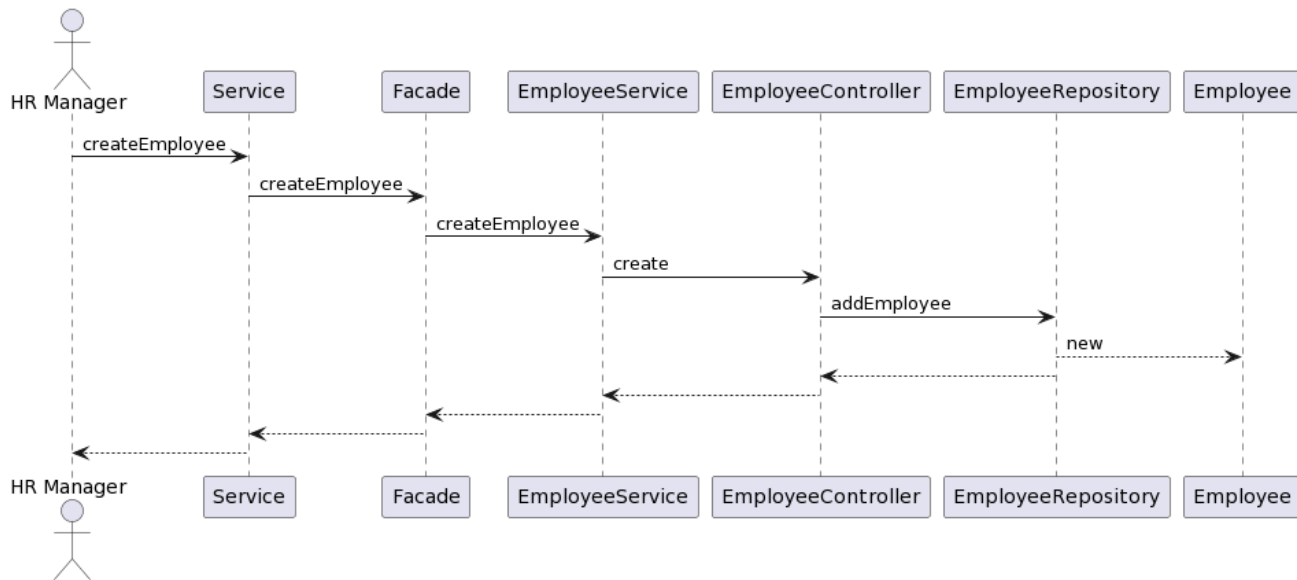 HR Manager
Service
Facade
EmployeeService
EmployeeController
EmployeeRepository
Employee
createEmployee
createEmployee
createEmployee
create
addEmployee
new
HR Manager
Service
Facade
EmployeeService
EmployeeController
EmployeeRepository
Employee